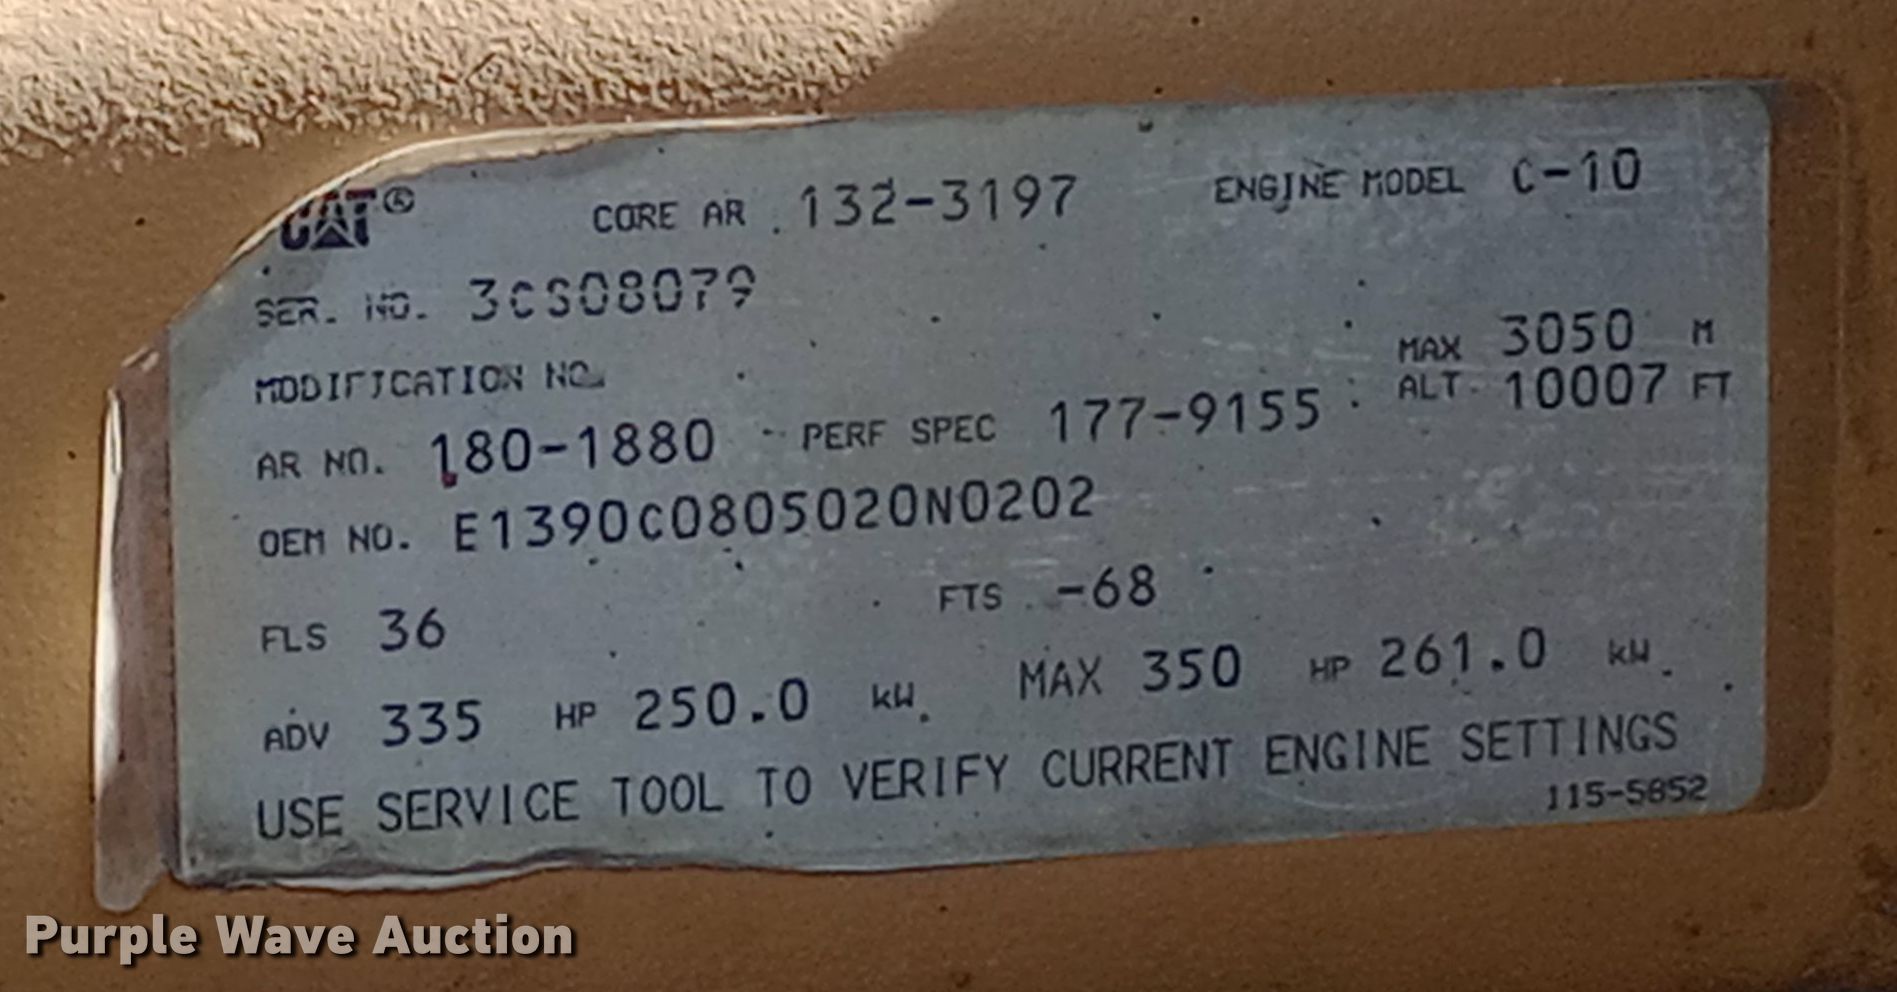 CAT® CORE AR 132-3197 ENGINE MODEL C-10
SER. NO. 3CS08079
MODIFICATION NO. MAX 3050 M
AR NO. 180-1880 PERF SPEC 177-9155 ALT 10007 FT
OEM NO. E1390C0805020N0202
FLS 36 FTS -68
ADV 335 HP 250.0 kW MAX 350 HP 261.0 kW
USE SERVICE TOOL TO VERIFY CURRENT ENGINE SETTINGS
115-5852
Purple Wave Auction